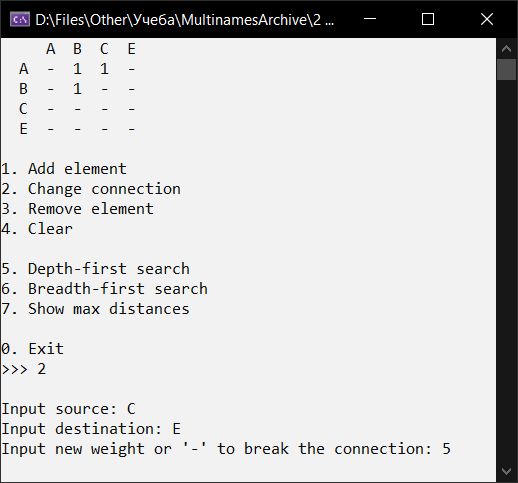 D:\Files\Other\Учеба\MultinamesArchive\2 ...
A B C E
A - 1 1 -
B - 1 - -
C - - - -
E - - - -
1. Add element
2. Change connection
3. Remove element
4. Clear
5. Depth-first search
6. Breadth-first search
7. Show max distances
0. Exit
>>> 2
Input source: C
Input destination: E
Input new weight or '-' to break the connection: 5